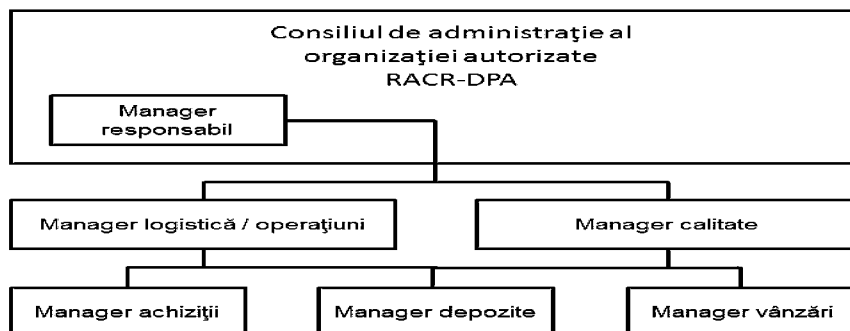 Consiliul de administraţie al
organizaţiei autorizate
RACR-DPA
Manager
responsabil
Manager logistică / operaţiuni
Manager calitate
Manager achiziţii
Manager depozite
Manager vânzări